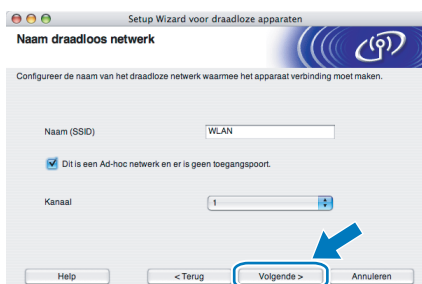 Setup Wizard voor draadloze apparaten
Naam draadloos netwerk
Configureer de naam van het draadloze netwerk waarmee het apparaat verbinding moet maken.
Naam (SSID) WLAN
Dit is een Ad-hoc netwerk en er is geen toegangspoort.
Kanaal 1
Help < Terug Volgende > Annuleren